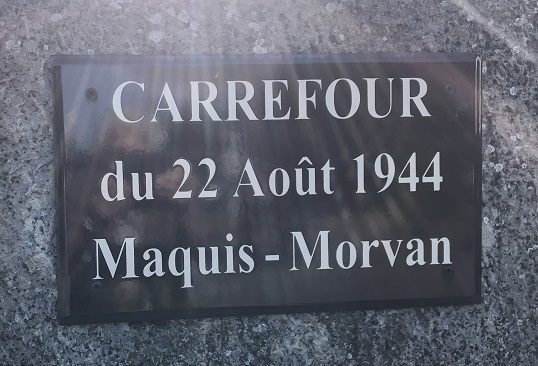 CARREFOUR
du 22 Août 1944
Maquis - Morvan